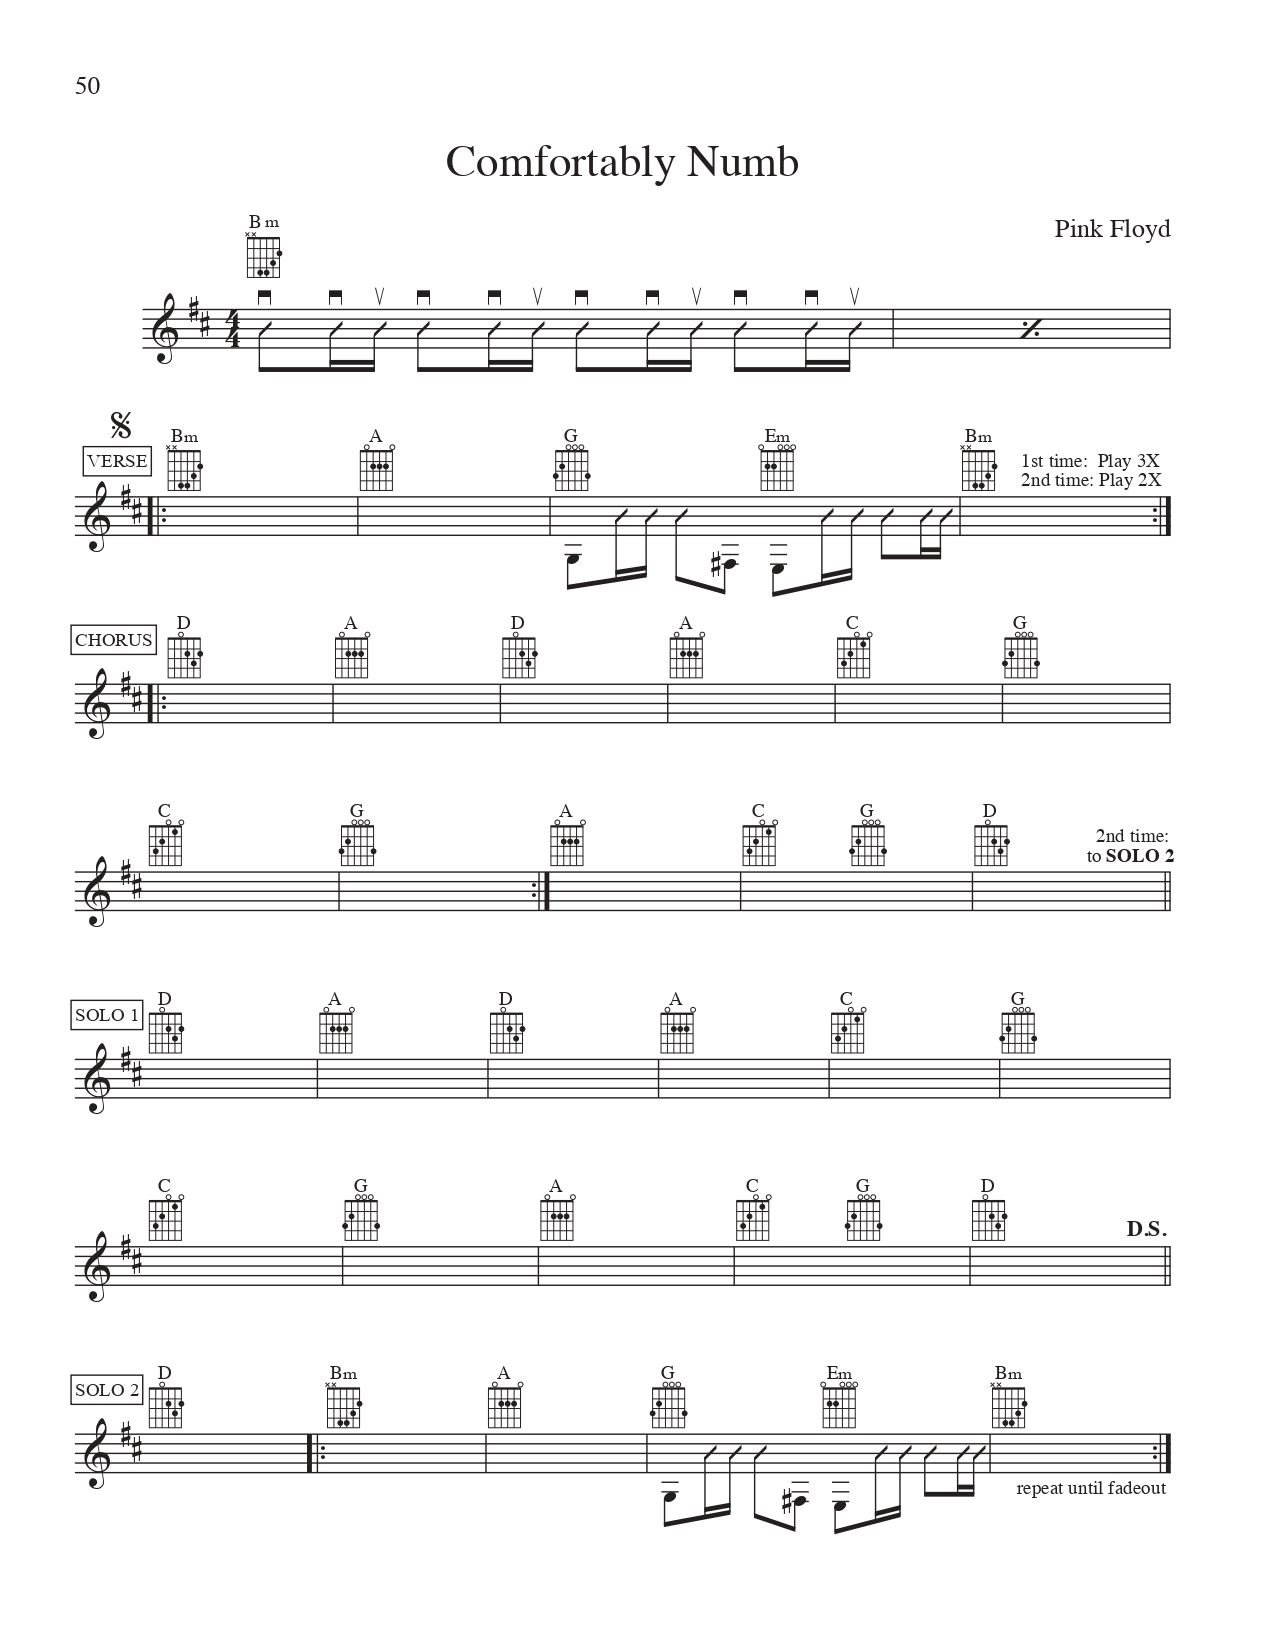 50
Comfortably Numb
Pink Floyd
Bm
4
4
VERSE
Bm A G Em Bm
1st time: Play 3X
2nd time: Play 2X
CHORUS
D A D A C G
C G A C G D
2nd time:
to SOLO 2
SOLO 1
D A D A C G
C G A C G D
D.S.
SOLO 2
D Bm A G Em Bm
repeat until fadeout